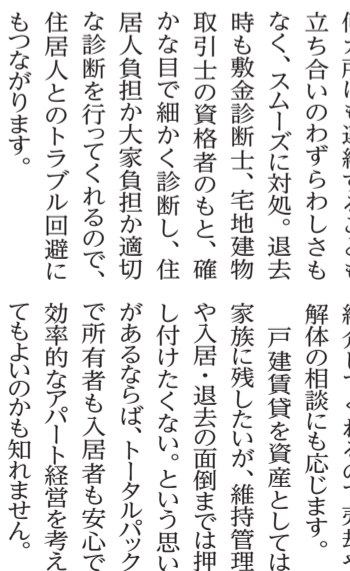 立ち合いのわずらわしさも
なく、スムーズに対処。退去
時も敷金診断士、宅地建物
取引士の資格者のもと、確
かな目で細かく診断し、住
居人負担か大家負担か適切
な診断を行ってくれるので、
住居人とのトラブル回避に
もつながります。
解体の相談にも応じます。
戸建賃貸を資産としては
家族に残したいが、維持管理
や入居・退去の面倒までは押
し付けたくない。という思い
があるならば、トータルパック
で所有者も入居者も安心で
効率的なアパート経営を考え
てもよいのかも知れません。